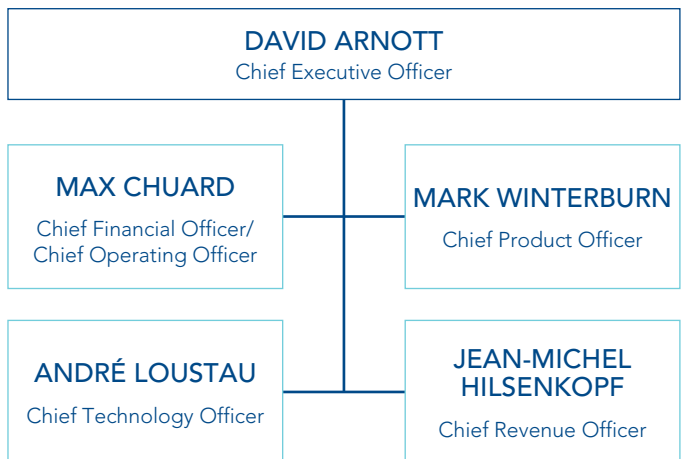 DAVID ARNOTT
Chief Executive Officer
MAX CHUARD
Chief Financial Officer/
Chief Operating Officer
MARK WINTERBURN
Chief Product Officer
ANDRÉ LOUSTAU
Chief Technology Officer
JEAN-MICHEL
HILSENKOPF
Chief Revenue Officer